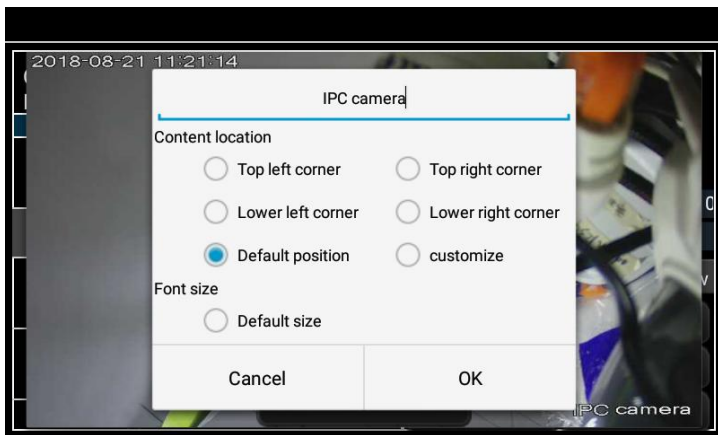 2018-08-21 11:21:14
IPC camera
Content location
Top left corner
Top right corner
Lower left corner
Lower right corner
Default position
customize
Font size
Default size
Cancel
OK
IPC camera